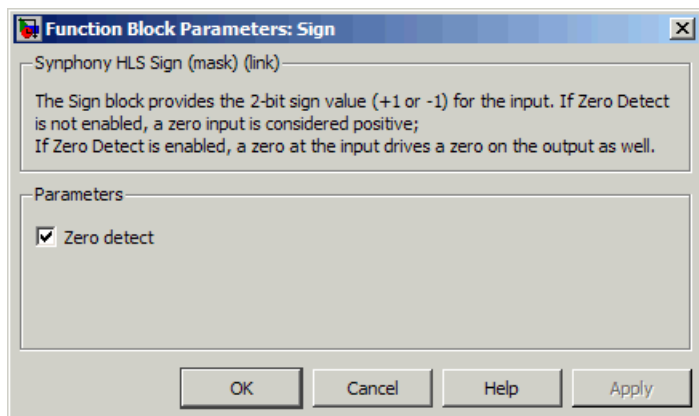 Function Block Parameters: Sign
Synphony HLS Sign (mask) (link)
The Sign block provides the 2-bit sign value (+1 or -1) for the input. If Zero Detect
is not enabled, a zero input is considered positive;
If Zero Detect is enabled, a zero at the input drives a zero on the output as well.
Parameters
Zero detect
OK Cancel Help Apply